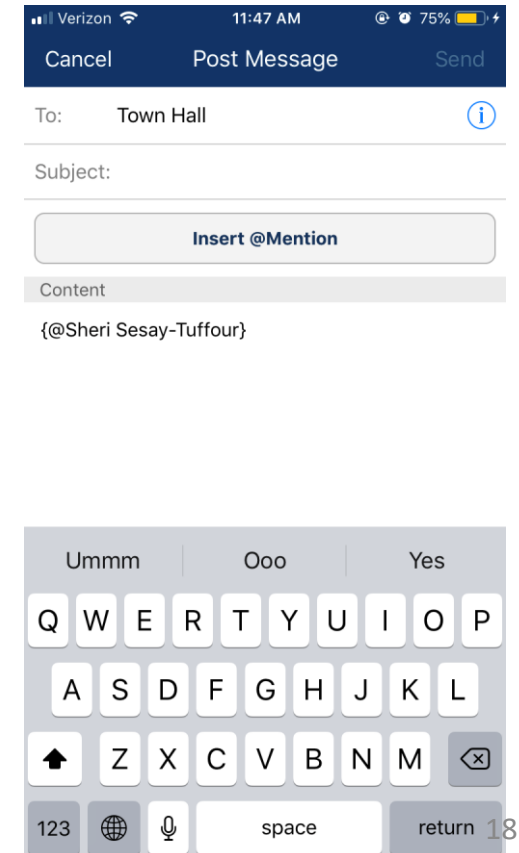 Verizon 11:47 AM 75%
Cancel Post Message Send
To: Town Hall
Subject:
Insert @Mention
Content
{@Sheri Sesay-Tuffour}
Ummm Ooo Yes
Q W E R T Y U I O P
A S D F G H J K L
Z X C V B N M
123 space return 18